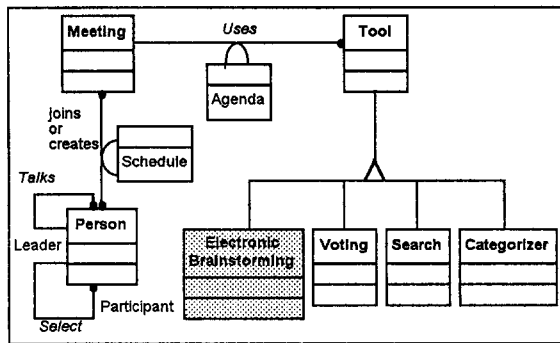 Meeting
Uses
Tool
Agenda
joins
or
creates
Schedule
Talks
Person
Leader
Electronic
Brainstorming
Voting
Search
Categorizer
Participant
Select